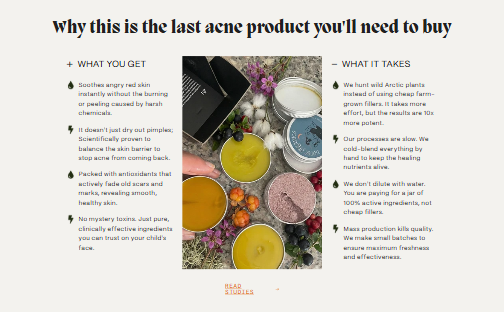 Why this is the last acne product you'll need to buy
+ WHAT YOU GET
Soothes angry red skin
instantly without the burning
or peeling caused by harsh
chemicals.
It doesn't just dry out pimples;
Scientifically proven to
balance the skin barrier to
stop acne from coming back.
Packed with antioxidants that
actively fade old scars and
marks, revealing smooth,
healthy skin.
No mystery toxins. Just pure,
clinically effective ingredients
you can trust on your child's
face.
– WHAT IT TAKES
We hunt wild Arctic plants
instead of using cheap farm-
grown fillers. It takes more
effort, but the results are 10x
more potent.
Our processes are slow. We
cold-blend everything by
hand to keep the healing
nutrients alive.
We don't dilute with water.
You are paying for a jar of
100% active ingredients, not
cheap fillers.
Mass production kills quality.
We make small batches to
ensure maximum freshness
and effectiveness.
READ
STUDIES